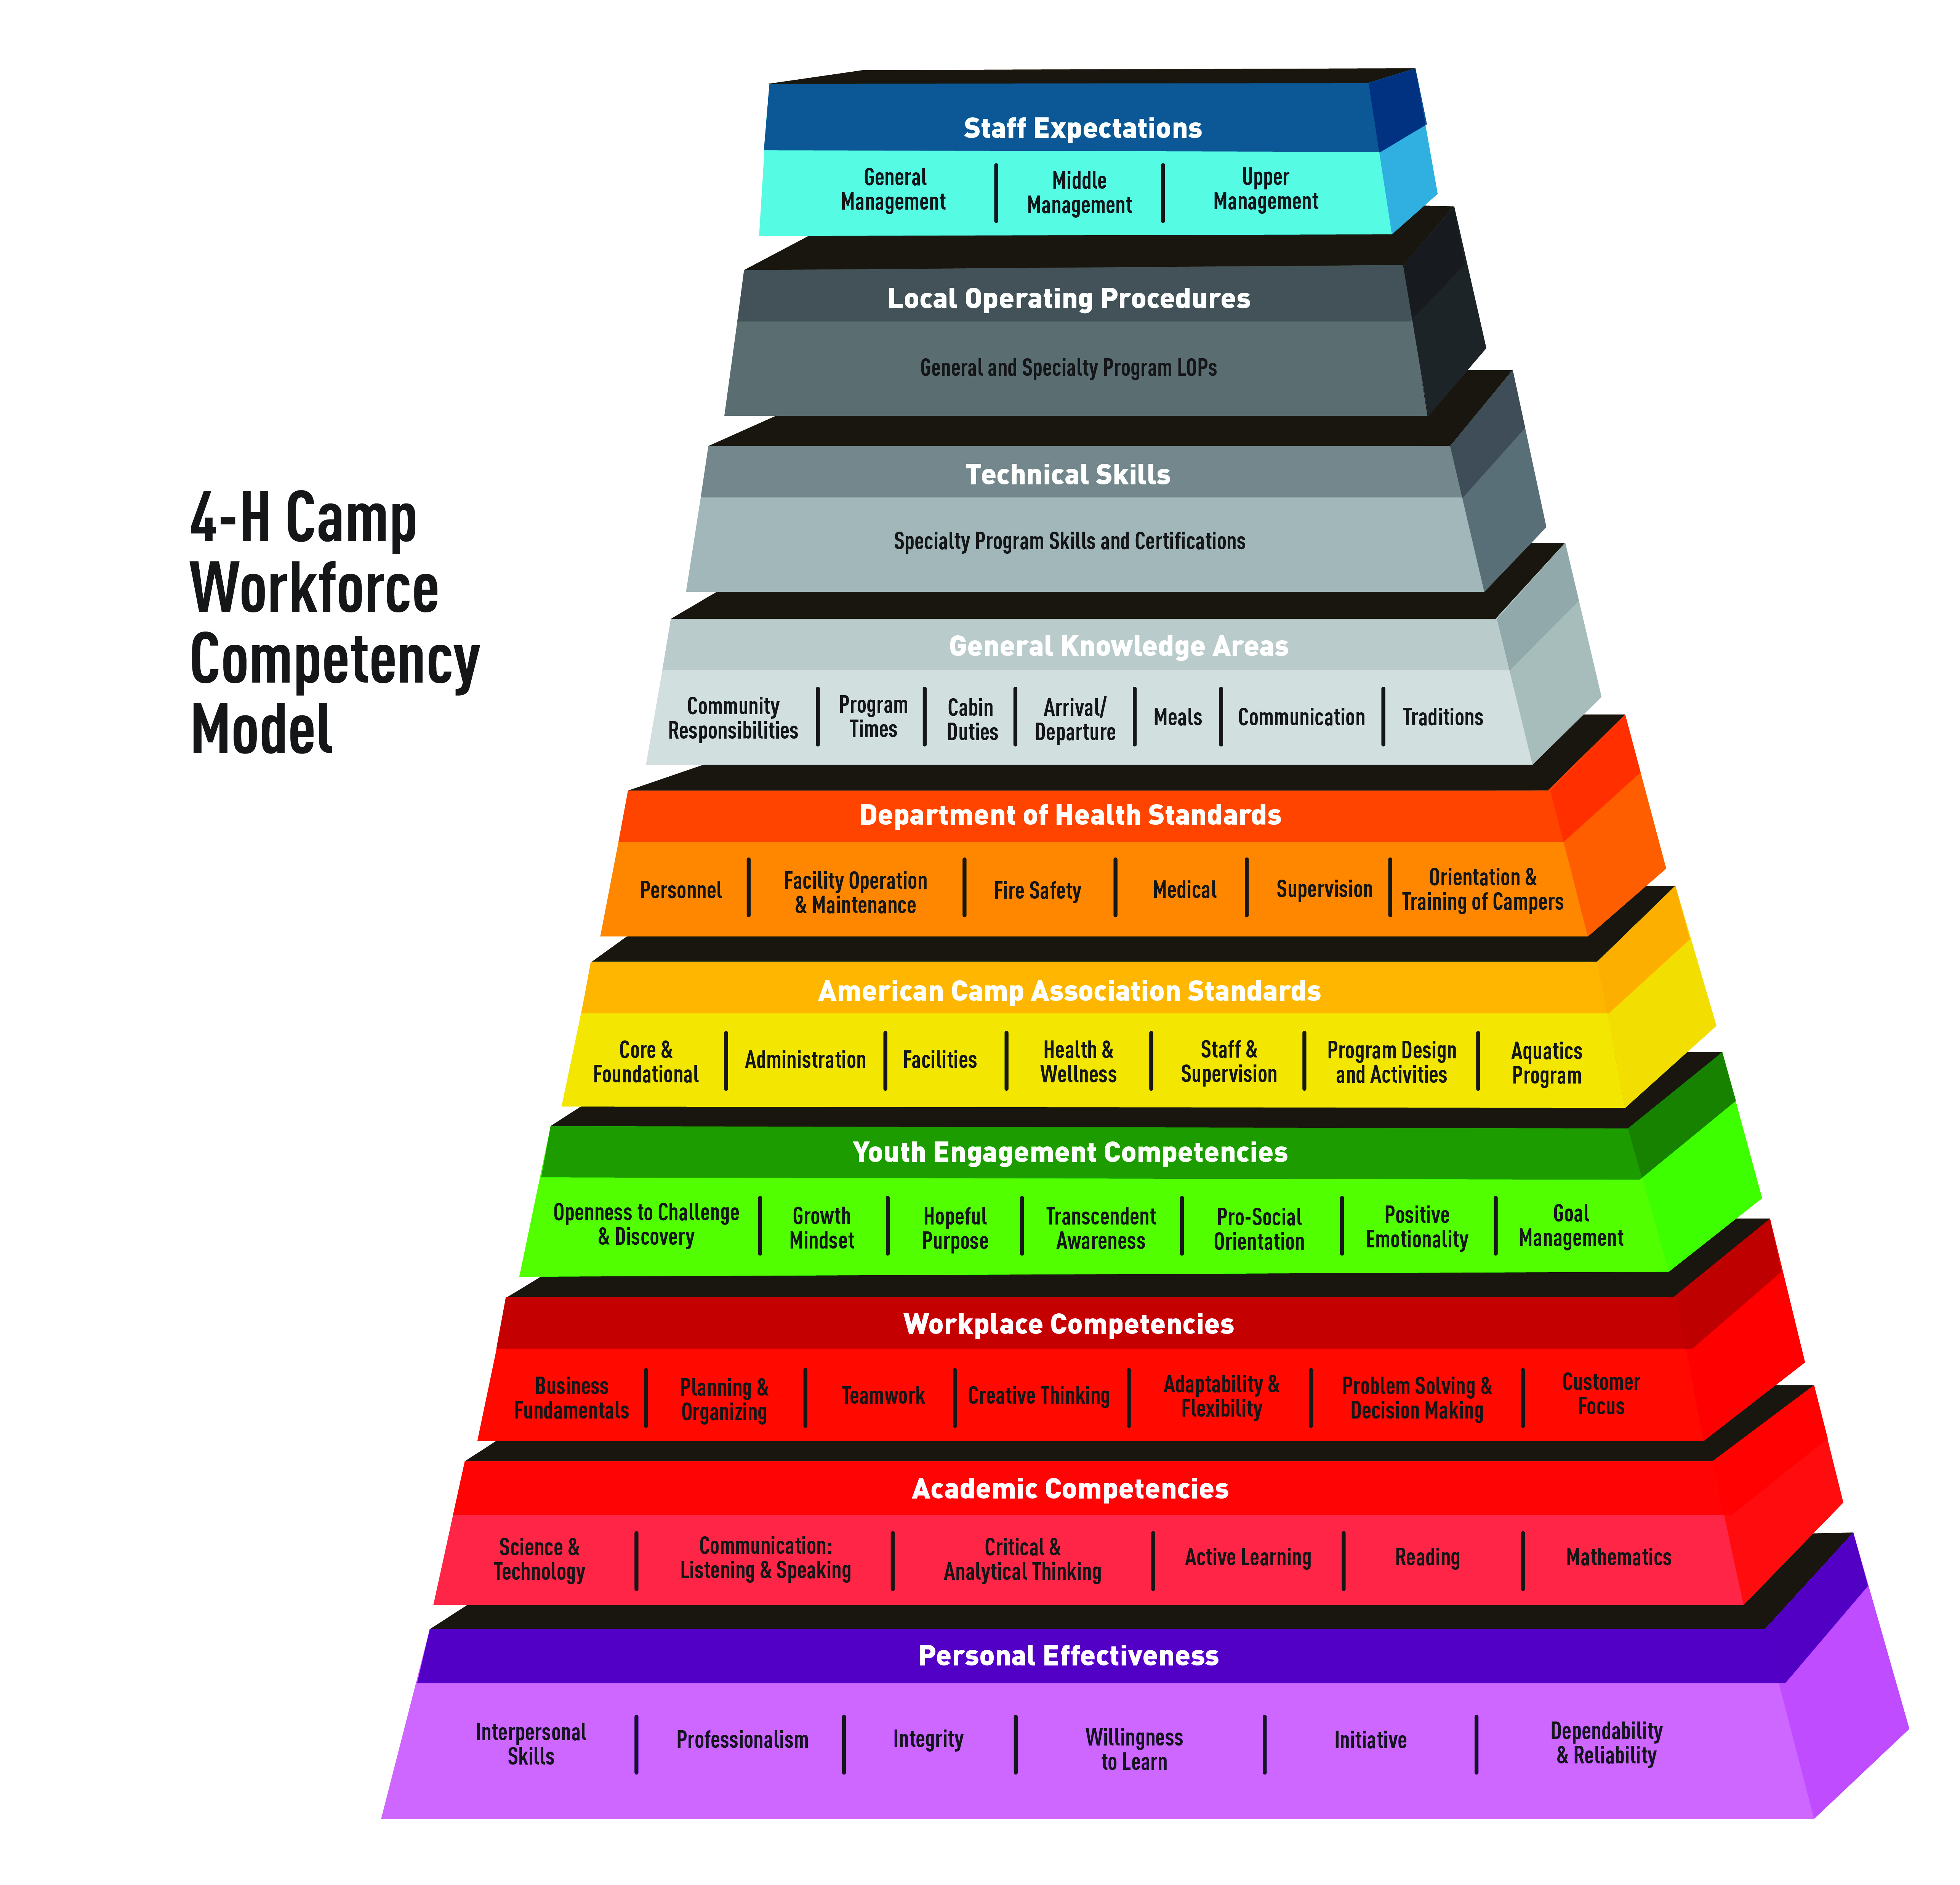 4-H Camp
Workforce
Competency
Model
Staff Expectations
General
Management
Middle
Management
Upper
Management
Local Operating Procedures
General and Specialty Program LOPs
Technical Skills
Specialty Program Skills and Certifications
General Knowledge Areas
Community
Responsibilities
Program
Times
Cabin
Duties
Arrival/
Departure
Meals
Communication
Traditions
Department of Health Standards
Personnel
Facility Operation
& Maintenance
Fire Safety
Medical
Supervision
Orientation &
Training of Campers
American Camp Association Standards
Core &
Foundational
Administration
Facilities
Health &
Wellness
Staff &
Supervision
Program Design
and Activities
Aquatics
Program
Youth Engagement Competencies
Openness to Challenge
& Discovery
Growth
Mindset
Hopeful
Purpose
Transcendent
Awareness
Pro-Social
Orientation
Positive
Emotionality
Goal
Management
Workplace Competencies
Business
Fundamentals
Planning &
Organizing
Teamwork
Creative Thinking
Adaptability &
Flexibility
Problem Solving &
Decision Making
Customer
Focus
Academic Competencies
Science &
Technology
Communication:
Listening & Speaking
Critical &
Analytical Thinking
Active Learning
Reading
Mathematics
Personal Effectiveness
Interpersonal
Skills
Professionalism
Integrity
Willingness
to Learn
Initiative
Dependability
& Reliability